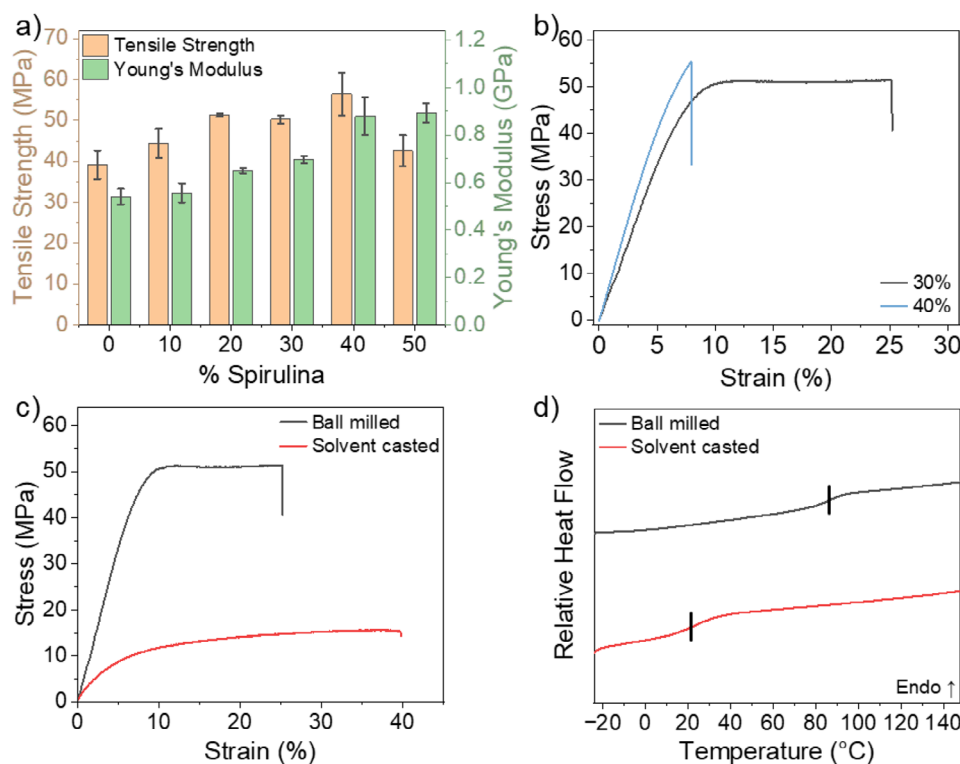 a)
Tensile Strength
Young's Modulus
Tensile Strength (MPa)
70
60
50
40
30
20
10
0
Young's Modulus (GPa)
1.2
1.0
0.8
0.6
0.4
0.2
0.0
0 10 20 30 40 50
% Spirulina
b)
Stress (MPa)
60
50
40
30
20
10
0
30%
40%
0 5 10 15 20 25 30
Strain (%)
c)
Ball milled
Solvent casted
Stress (MPa)
60
50
40
30
20
10
0
0 10 20 30 40
Strain (%)
d)
Ball milled
Solvent casted
Relative Heat Flow
Endo ↑
−20 0 20 40 60 80 100 120 140
Temperature (°C)